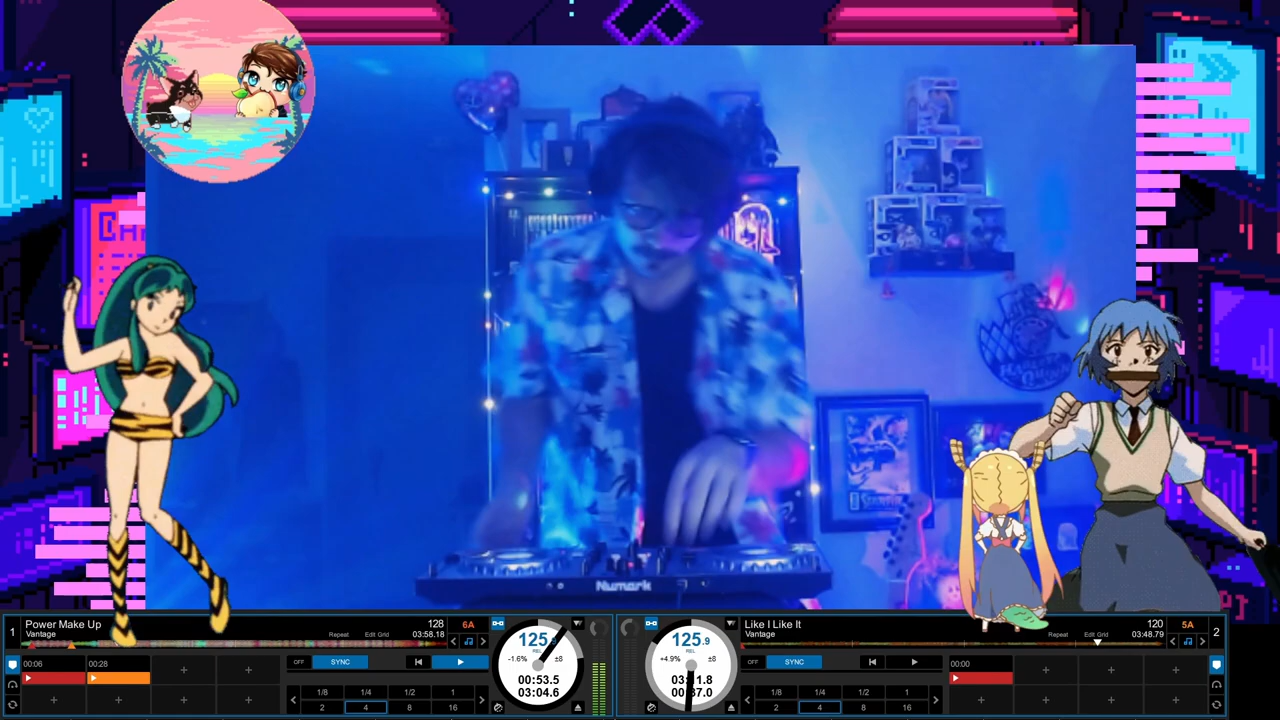 Numark
1
Power Make Up
Vantage
128
6A
Repeat
Edit Grid
03:58.18
00:06
00:28
OFF
SYNC
1/8
1/4
1/2
1
2
4
8
16
125.9
REL
-1.6%
±8
00:53.5
03:04.6
125.9
REL
+4.9%
±8
Like I Like It
Vantage
120
5A
2
Repeat
Edit Grid
03:48.79
OFF
SYNC
1/8
1/4
1/2
1
2
4
8
16
00:00